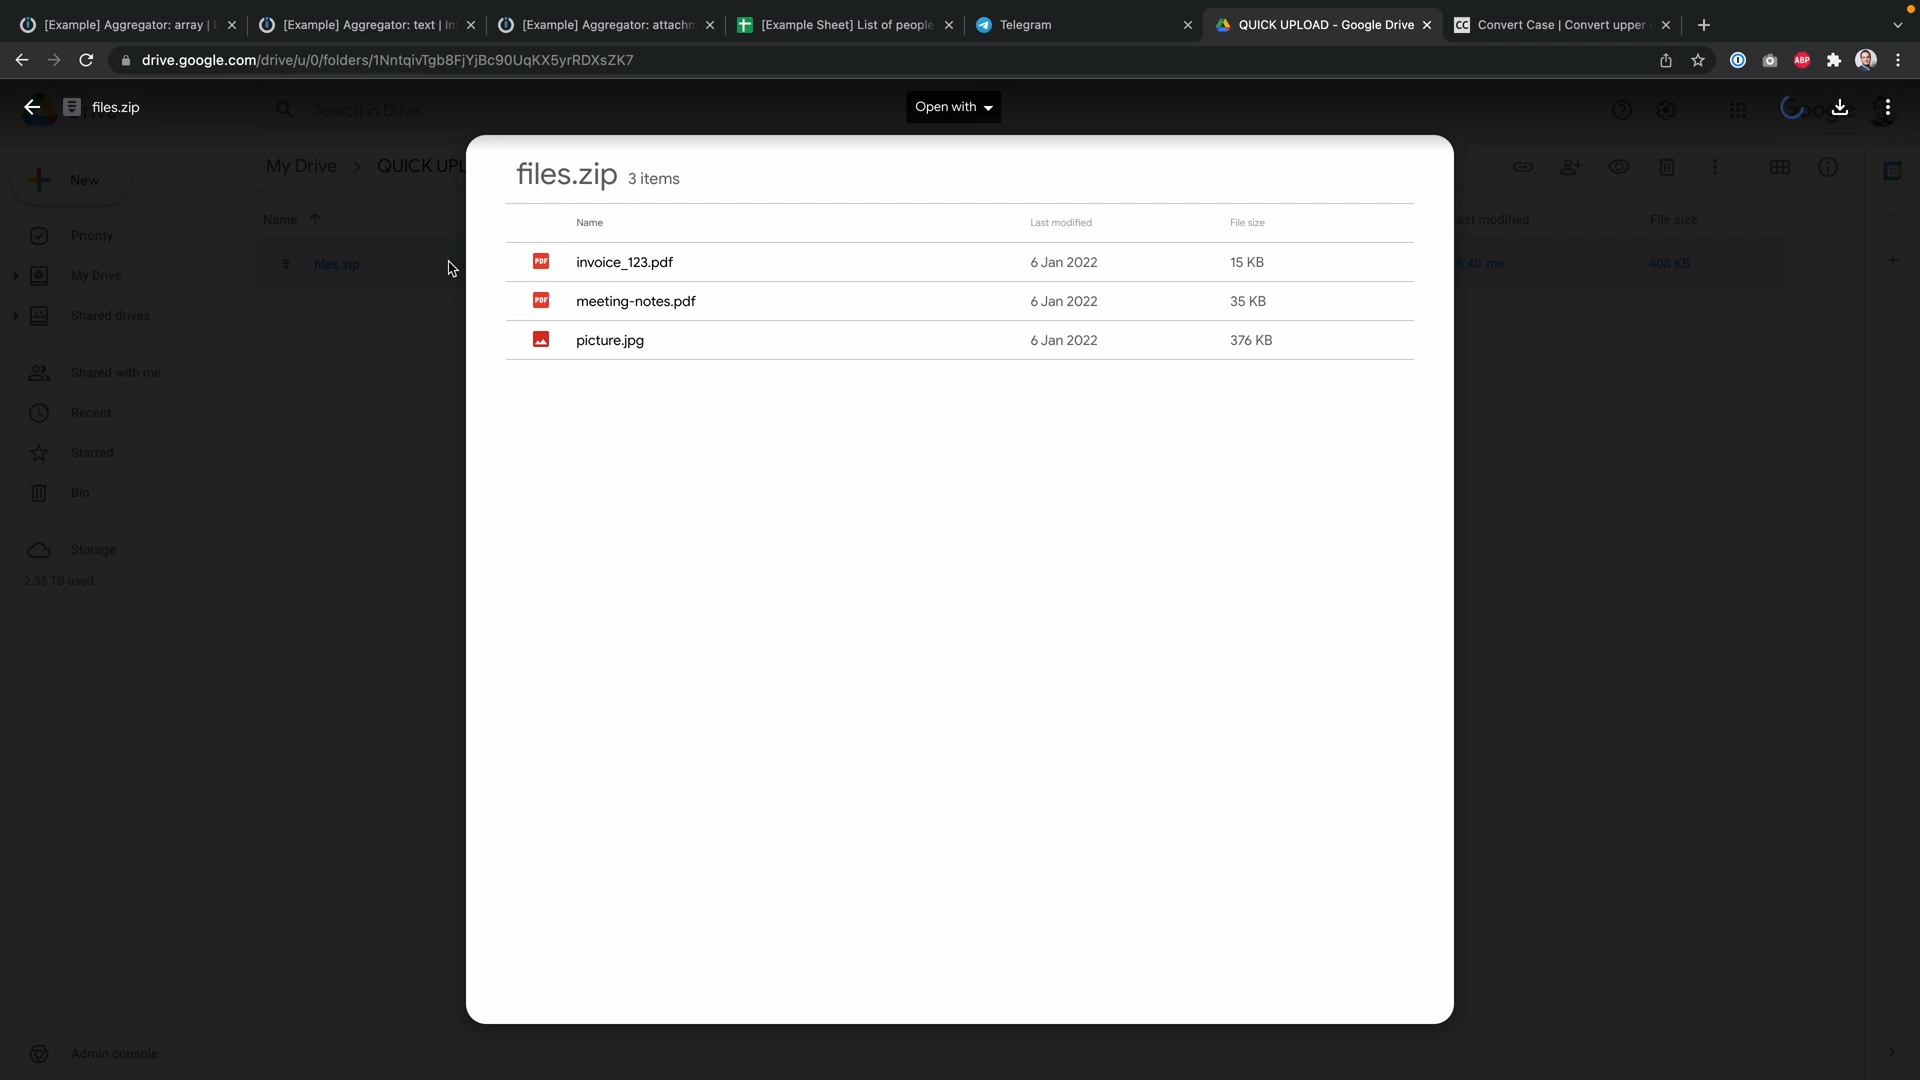 [Example] Aggregator: array |
[Example] Aggregator: text |
[Example] Aggregator: attachm
[Example Sheet] List of people
Telegram
QUICK UPLOAD - Google Drive
CC
Convert Case | Convert upper
drive.google.com/drive/u/0/folders/1NntqivTgb8FjYjBc90UqKX5yrRDXsZK7
ABP
files.zip
Search in Drive
Open with
New
My Drive > QUICK UPL
Name
Last modified
File size
files.zip
6:40 me
408 KB
Priority
My Drive
Shared drives
Shared with me
Recent
Starred
Bin
Storage
2.33 TB used
Admin console
files.zip 3 items
Name
Last modified
File size
PDF
invoice_123.pdf
6 Jan 2022
15 KB
PDF
meeting-notes.pdf
6 Jan 2022
35 KB
picture.jpg
6 Jan 2022
376 KB